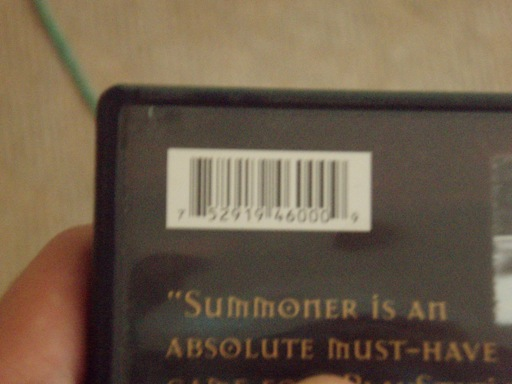 7 52919 46000 9
"Summoner is an
absolute must-have